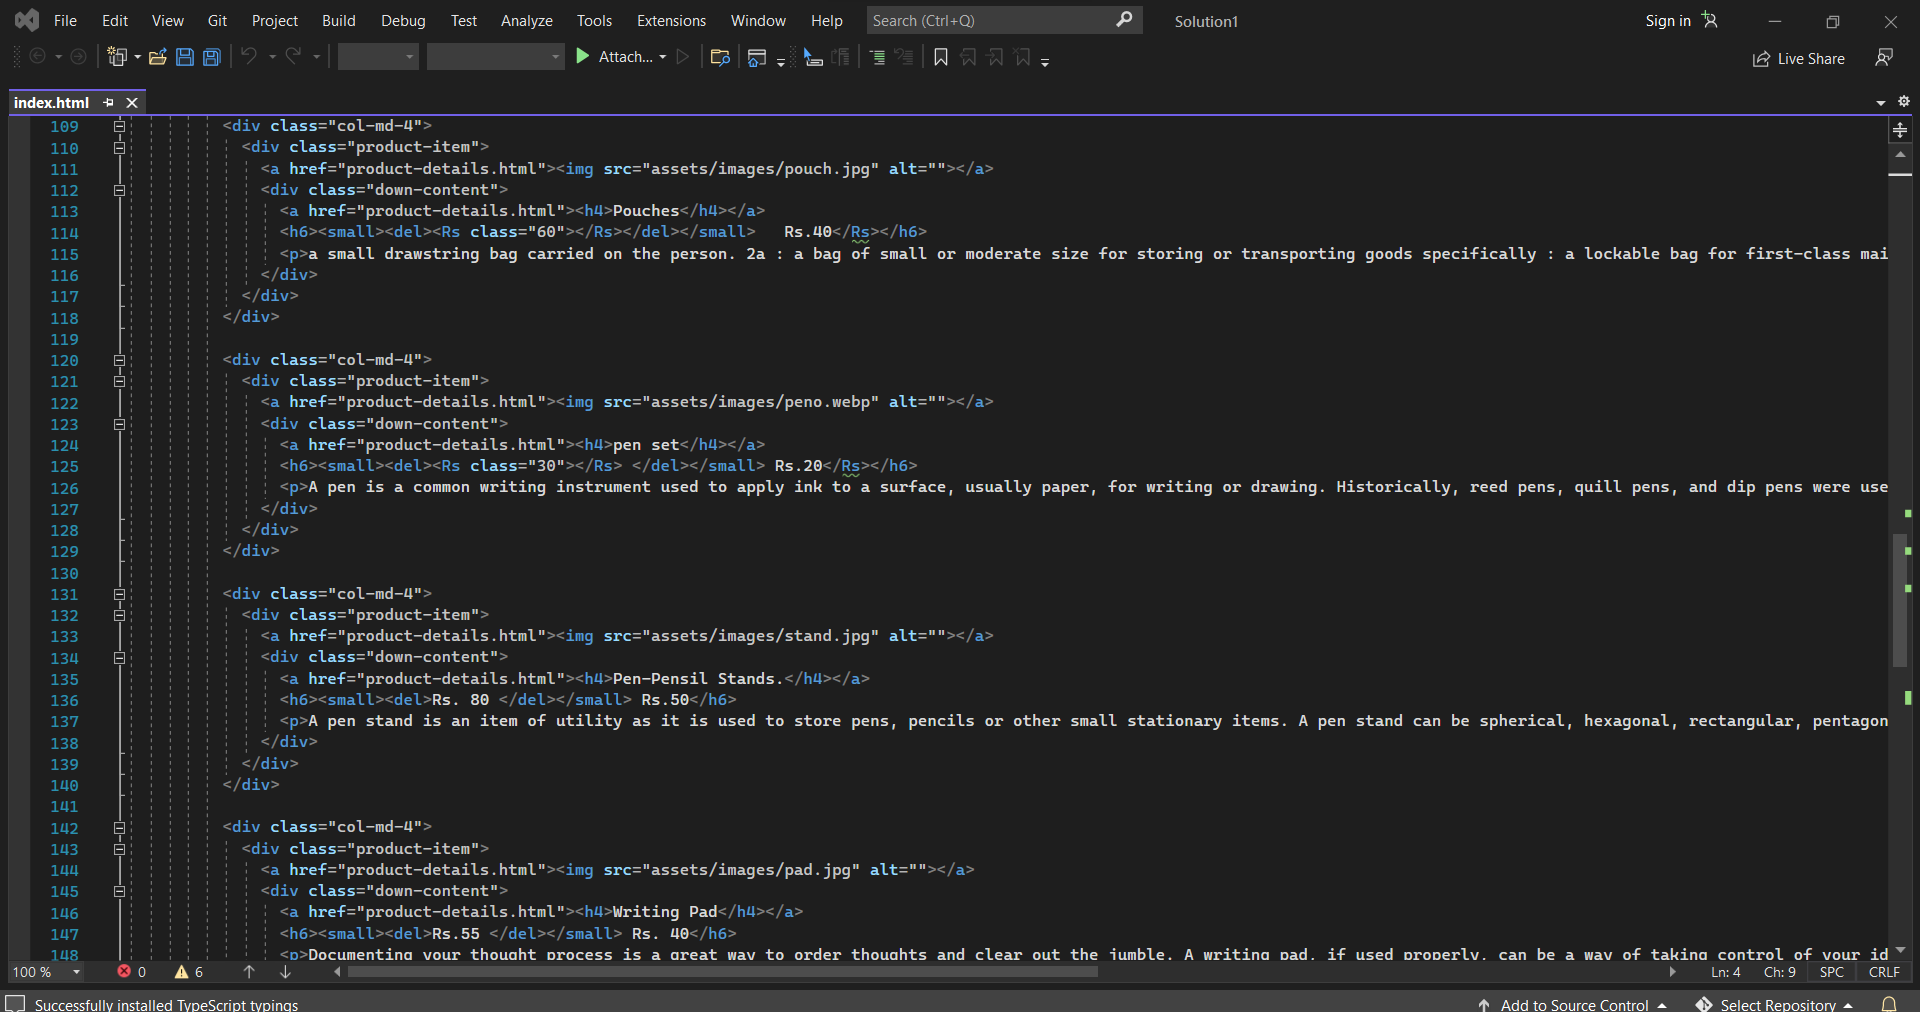 File Edit View Git Project Build Debug Test Analyze Tools Extensions Window Help Search (Ctrl+Q) Solution1 Sign in
Attach... Live Share
index.html
109 <div class="col-md-4">
110 <div class="product-item">
111 <a href="product-details.html"><img src="assets/images/pouch.jpg" alt=""></a>
112 <div class="down-content">
113 <a href="product-details.html"><h4>Pouches</h4></a>
114 <h6><small><del><Rs class="60"></Rs></del></small>   Rs.40</Rs></h6>
115 <p>a small drawstring bag carried on the person. 2a : a bag of small or moderate size for storing or transporting goods specifically : a lockable bag for first-class mai
116 </div>
117 </div>
118 </div>
119
120 <div class="col-md-4">
121 <div class="product-item">
122 <a href="product-details.html"><img src="assets/images/peno.webp" alt=""></a>
123 <div class="down-content">
124 <a href="product-details.html"><h4>pen set</h4></a>
125 <h6><small><del><Rs class="30"></Rs> </del></small> Rs.20</Rs></h6>
126 <p>A pen is a common writing instrument used to apply ink to a surface, usually paper, for writing or drawing. Historically, reed pens, quill pens, and dip pens were use
127 </div>
128 </div>
129 </div>
130
131 <div class="col-md-4">
132 <div class="product-item">
133 <a href="product-details.html"><img src="assets/images/stand.jpg" alt=""></a>
134 <div class="down-content">
135 <a href="product-details.html"><h4>Pen-Pensil Stands.</h4></a>
136 <h6><small><del>Rs. 80 </del></small> Rs.50</h6>
137 <p>A pen stand is an item of utility as it is used to store pens, pencils or other small stationary items. A pen stand can be spherical, hexagonal, rectangular, pentagon
138 </div>
139 </div>
140 </div>
141
142 <div class="col-md-4">
143 <div class="product-item">
144 <a href="product-details.html"><img src="assets/images/pad.jpg" alt=""></a>
145 <div class="down-content">
146 <a href="product-details.html"><h4>Writing Pad</h4></a>
147 <h6><small><del>Rs.55 </del></small> Rs. 40</h6>
148 <p>Documenting your thought process is a great way to order thoughts and clear out the jumble. A writing pad, if used properly, can be a way of taking control of your id
100 % 0 6 Ln: 4 Ch: 9 SPC CRLF
Successfully installed TypeScript typings Add to Source Control Select Repository